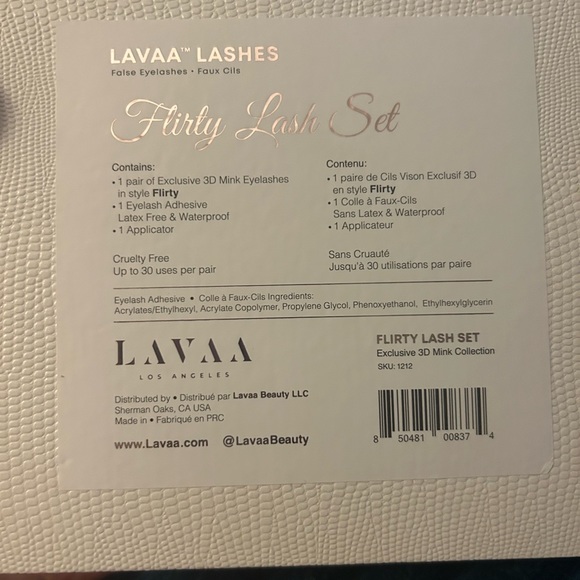 LAVAA™ LASHES
False Eyelashes • Faux Cils
Flirty Lash Set
Contains:
• 1 pair of Exclusive 3D Mink Eyelashes
in style Flirty
• 1 Eyelash Adhesive
Latex Free & Waterproof
• 1 Applicator
Cruelty Free
Up to 30 uses per pair
Contenu:
• 1 paire de Cils Vison Exclusif 3D
en style Flirty
• 1 Colle à Faux-Cils
Sans Latex & Waterproof
• 1 Applicateur
Sans Cruauté
Jusqu'à 30 utilisations par paire
Eyelash Adhesive • Colle à Faux-Cils Ingredients:
Acrylates/Ethylhexyl, Acrylate Copolymer, Propylene Glycol, Phenoxyethanol, Ethylhexylglycerin
LAVAA
LOS ANGELES
Distributed by • Distribué par Lavaa Beauty LLC
Sherman Oaks, CA USA
Made in • Fabriqué en PRC
www.Lavaa.com @LavaaBeauty
FLIRTY LASH SET
Exclusive 3D Mink Collection
SKU: 1212
8 50481 00837 4